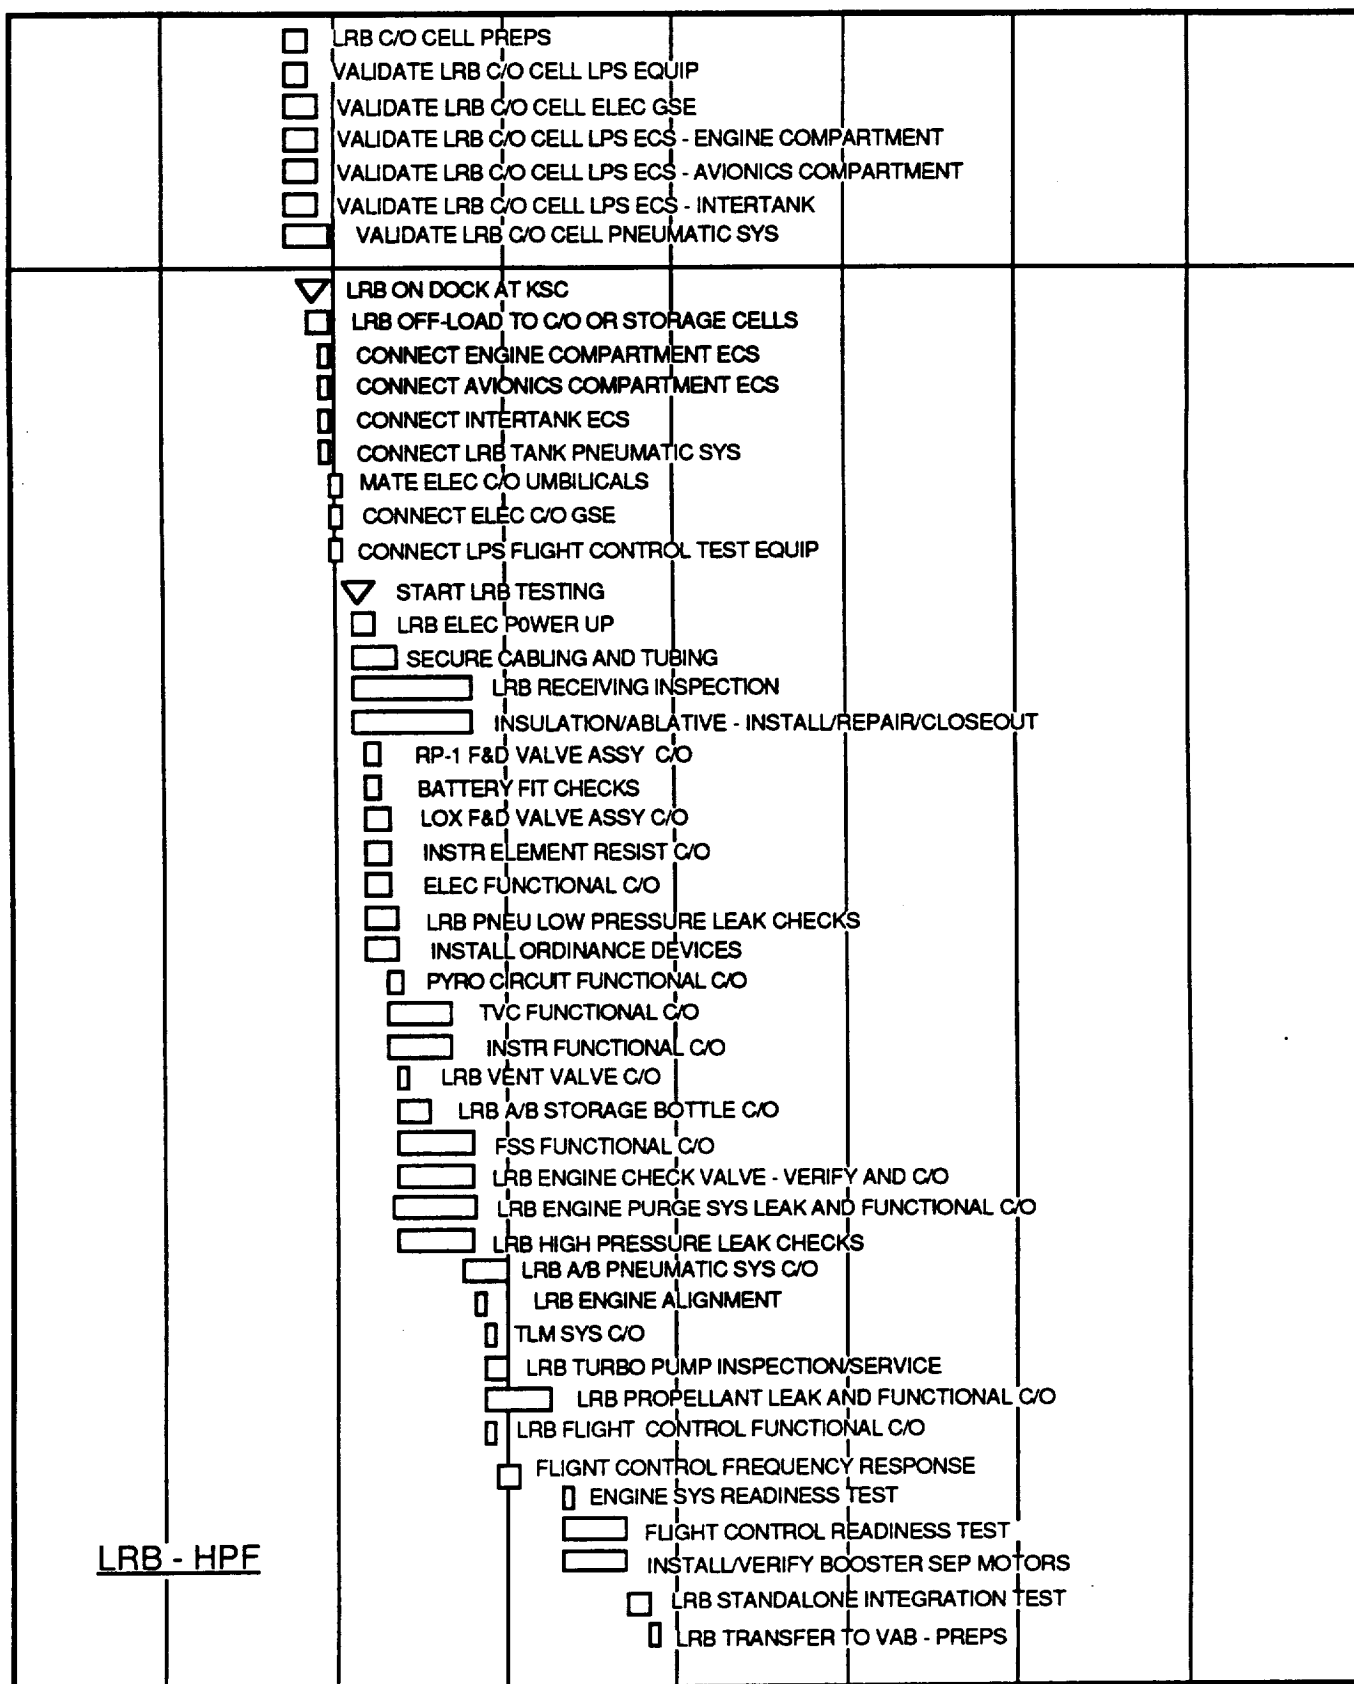 LRB C/O CELL PREPS
VALIDATE LRB C/O CELL LPS EQUIP
VALIDATE LRB C/O CELL ELEC GSE
VALIDATE LRB C/O CELL LPS ECS - ENGINE COMPARTMENT
VALIDATE LRB C/O CELL LPS ECS - AVIONICS COMPARTMENT
VALIDATE LRB C/O CELL LPS ECS - INTERTANK
VALIDATE LRB C/O CELL PNEUMATIC SYS
LRB ON DOCK AT KSC
LRB OFF-LOAD TO C/O OR STORAGE CELLS
CONNECT ENGINE COMPARTMENT ECS
CONNECT AVIONICS COMPARTMENT ECS
CONNECT INTERTANK ECS
CONNECT LRB TANK PNEUMATIC SYS
MATE ELEC C/O UMBILICALS
CONNECT ELEC C/O GSE
CONNECT LPS FLIGHT CONTROL TEST EQUIP
START LRB TESTING
LRB ELEC POWER UP
SECURE CABLING AND TUBING
LRB RECEIVING INSPECTION
INSULATION/ABLATIVE - INSTALL/REPAIR/CLOSEOUT
RP-1 F&D VALVE ASSY C/O
BATTERY FIT CHECKS
LOX F&D VALVE ASSY C/O
INSTR ELEMENT RESIST C/O
ELEC FUNCTIONAL C/O
LRB PNEU LOW PRESSURE LEAK CHECKS
INSTALL ORDINANCE DEVICES
PYRO CIRCUIT FUNCTIONAL C/O
TVC FUNCTIONAL C/O
INSTR FUNCTIONAL C/O
LRB VENT VALVE C/O
LRB A/B STORAGE BOTTLE C/O
FSS FUNCTIONAL C/O
LRB ENGINE CHECK VALVE - VERIFY AND C/O
LRB ENGINE PURGE SYS LEAK AND FUNCTIONAL C/O
LRB HIGH PRESSURE LEAK CHECKS
LRB A/B PNEUMATIC SYS C/O
LRB ENGINE ALIGNMENT
TLM SYS C/O
LRB TURBO PUMP INSPECTION/SERVICE
LRB PROPELLANT LEAK AND FUNCTIONAL C/O
LRB FLIGHT CONTROL FUNCTIONAL C/O
FLIGNT CONTROL FREQUENCY RESPONSE
ENGINE SYS READINESS TEST
FLIGHT CONTROL READINESS TEST
LRB - HPF
INSTALL/VERIFY BOOSTER SEP MOTORS
LRB STANDALONE INTEGRATION TEST
LRB TRANSFER TO VAB - PREPS